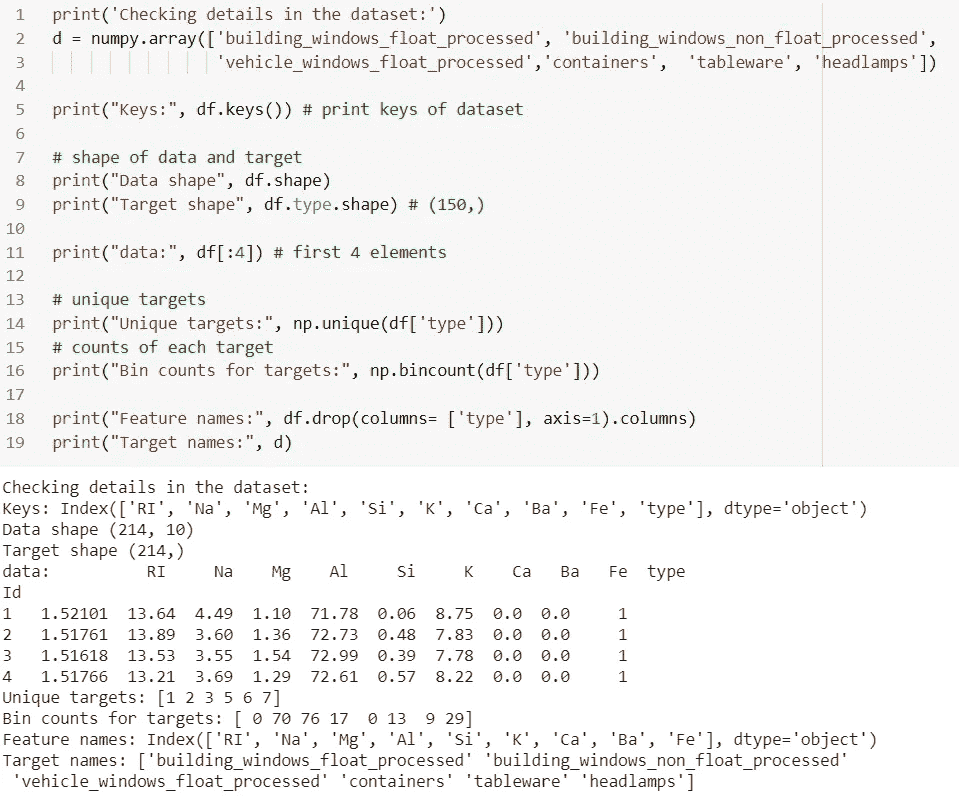 1 print('Checking details in the dataset:')
2 d = numpy.array(['building_windows_float_processed', 'building_windows_non_float_processed',
3 'vehicle_windows_float_processed','containers', 'tableware', 'headlamps'])
4
5 print("Keys:", df.keys()) # print keys of dataset
6
7 # shape of data and target
8 print("Data shape", df.shape)
9 print("Target shape", df.type.shape) # (150,)
10
11 print("data:", df[:4]) # first 4 elements
12
13 # unique targets
14 print("Unique targets:", np.unique(df['type']))
15 # counts of each target
16 print("Bin counts for targets:", np.bincount(df['type']))
17
18 print("Feature names:", df.drop(columns= ['type'], axis=1).columns)
19 print("Target names:", d)
Checking details in the dataset:
Keys: Index(['RI', 'Na', 'Mg', 'Al', 'Si', 'K', 'Ca', 'Ba', 'Fe', 'type'], dtype='object')
Data shape (214, 10)
Target shape (214,)
data: RI Na Mg Al Si K Ca Ba Fe type
Id
1 1.52101 13.64 4.49 1.10 71.78 0.06 8.75 0.0 0.0 1
2 1.51761 13.89 3.60 1.36 72.73 0.48 7.83 0.0 0.0 1
3 1.51618 13.53 3.55 1.54 72.99 0.39 7.78 0.0 0.0 1
4 1.51766 13.21 3.69 1.29 72.61 0.57 8.22 0.0 0.0 1
Unique targets: [1 2 3 5 6 7]
Bin counts for targets: [ 0 70 76 17 0 13 9 29]
Feature names: Index(['RI', 'Na', 'Mg', 'Al', 'Si', 'K', 'Ca', 'Ba', 'Fe'], dtype='object')
Target names: ['building_windows_float_processed' 'building_windows_non_float_processed'
'vehicle_windows_float_processed' 'containers' 'tableware' 'headlamps']